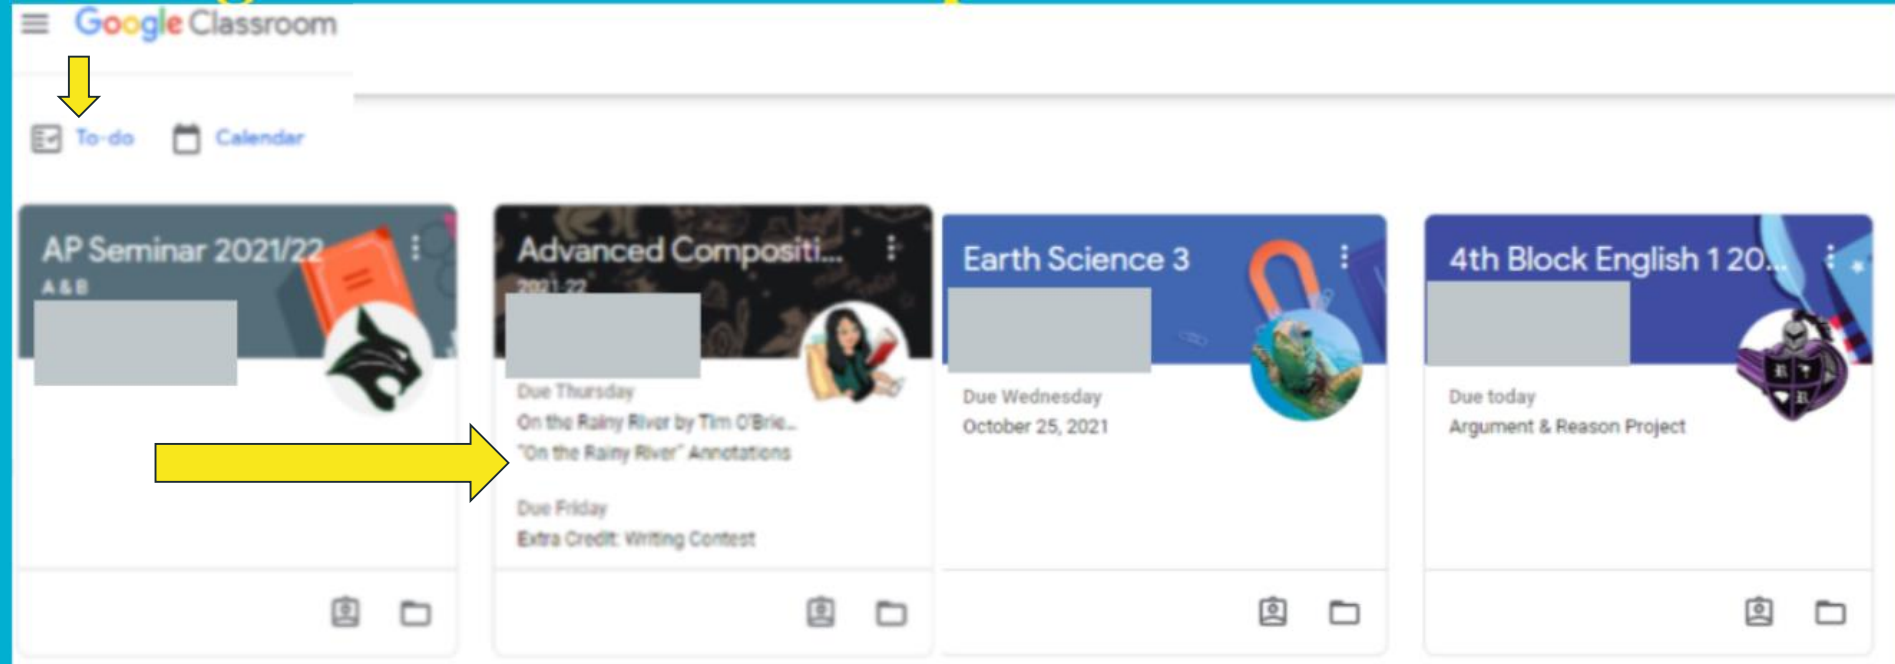 Google Classroom
To-do
Calendar
AP Seminar 2021/22
A & B
Advanced Compositi...
2021-22
Due Thursday
On the Rainy River by Tim O'Brie...
"On the Rainy River" Annotations
Due Friday
Extra Credit: Writing Contest
Earth Science 3
Due Wednesday
October 25, 2021
4th Block English 1 20...
R R
Due today
Argument & Reason Project